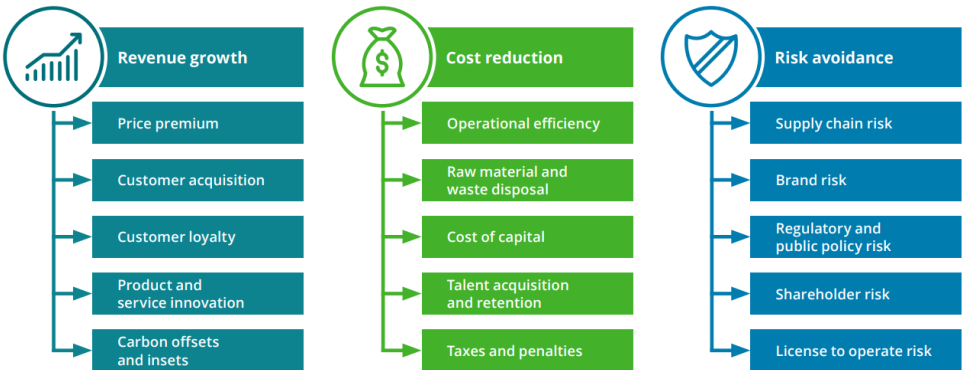 Revenue growth
Price premium
Customer acquisition
Customer loyalty
Product and
service innovation
Carbon offsets
and insets
$
Cost reduction
Operational efficiency
Raw material and
waste disposal
Cost of capital
Talent acquisition
and retention
Taxes and penalties
Risk avoidance
Supply chain risk
Brand risk
Regulatory and
public policy risk
Shareholder risk
License to operate risk